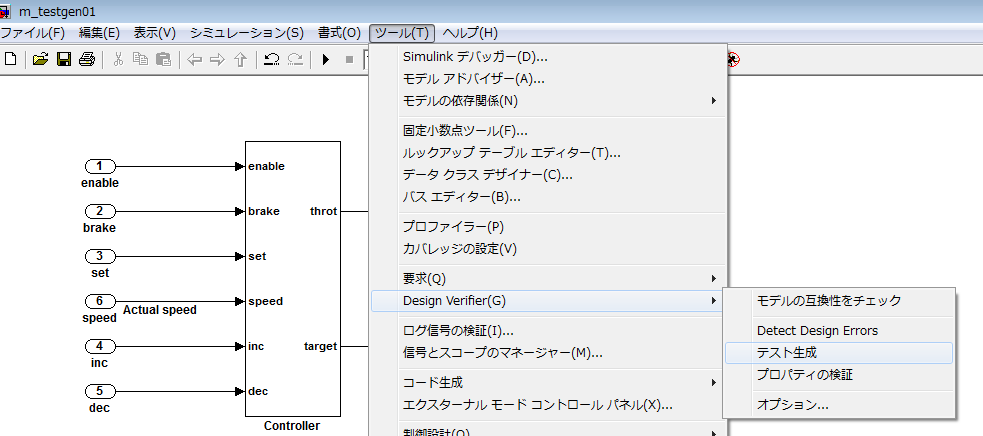 m_testgen01
ファイル(F) 編集(E) 表示(V) シミュレーション(S) 書式(O) ツール(T) ヘルプ(H)
Simulink デバッガー(D)...
モデル アドバイザー(A)...
モデルの依存関係(N)
固定小数点ツール(F)...
ルックアップ テーブル エディター(T)...
データ クラス デザイナー(C)...
バス エディター(B)...
プロファイラー(P)
カバレッジの設定(V)
要求(Q)
Design Verifier(G)
ログ信号の検証(I)...
信号とスコープのマネージャー(M)...
コード生成
エクスターナル モード コントロール パネル(X)...
制御設計(O)
モデルの互換性をチェック
Detect Design Errors
テスト生成
プロパティの検証
オプション...
1
enable
enable
2
brake
brake
throt
3
set
set
6
Actual speed
speed
speed
4
inc
inc
target
5
dec
dec
Controller